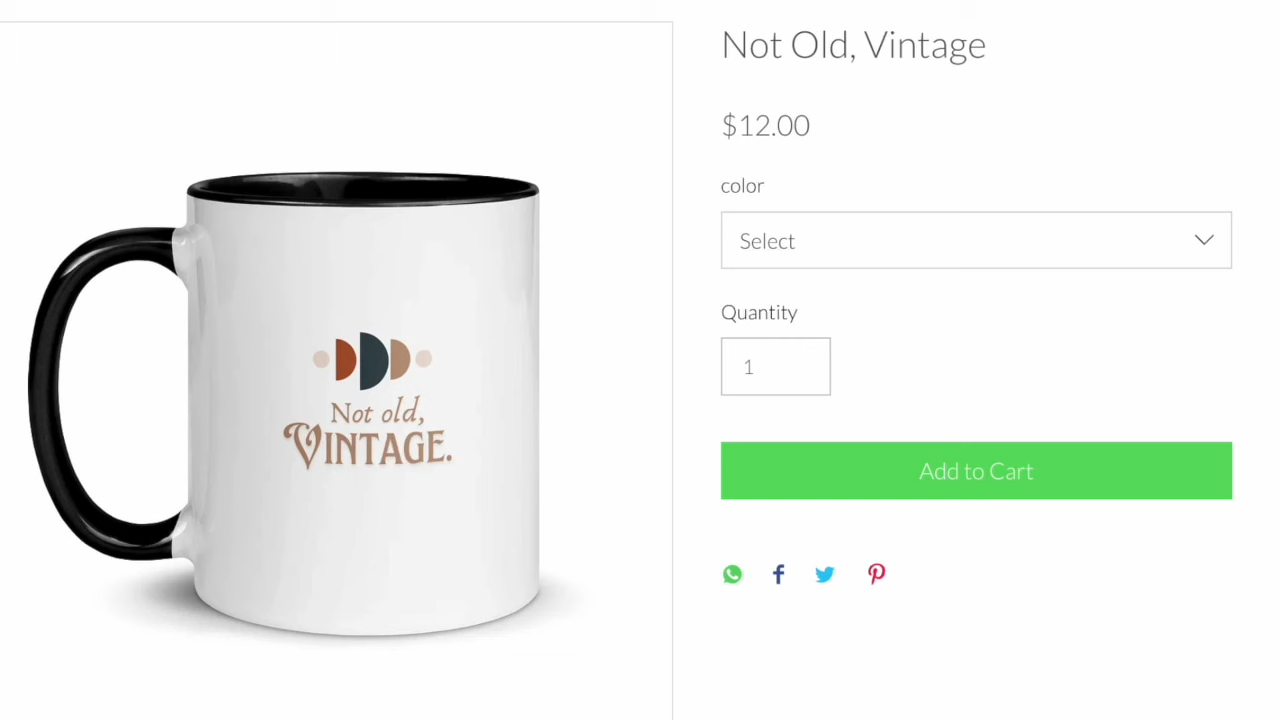 Not Old, Vintage
$12.00
color
Select
Quantity
1
Add to Cart
Not old,
VINTAGE.